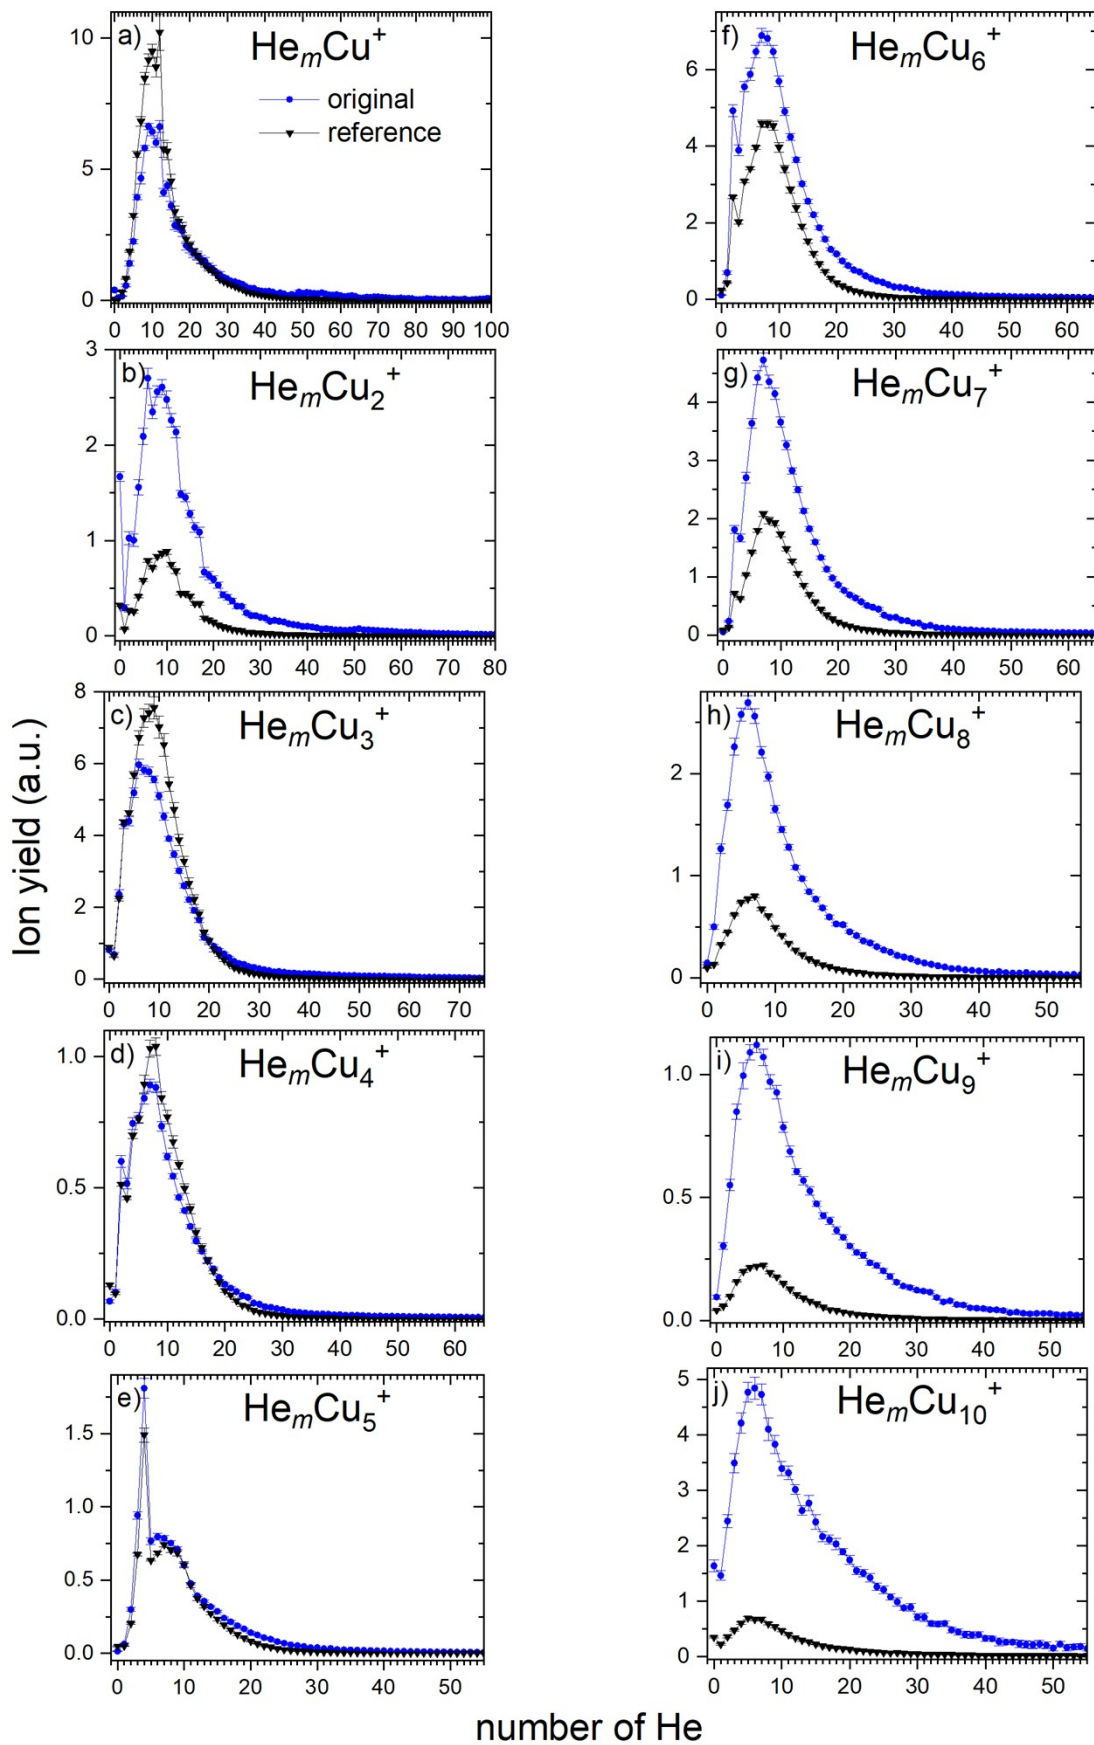 Ion yield (a.u.)
a)
HeₘCu⁺
original
reference
10
5
0
0 10 20 30 40 50 60 70 80 90 100
b)
HeₘCu₂⁺
3
2
1
0
0 10 20 30 40 50 60 70 80
c)
HeₘCu₃⁺
8
6
4
2
0
0 10 20 30 40 50 60 70
d)
HeₘCu₄⁺
1.0
0.5
0.0
0 10 20 30 40 50 60
e)
HeₘCu₅⁺
1.5
1.0
0.5
0.0
0 10 20 30 40 50
f)
HeₘCu₆⁺
6
4
2
0
0 10 20 30 40 50 60
g)
HeₘCu₇⁺
4
3
2
1
0
0 10 20 30 40 50 60
h)
HeₘCu₈⁺
2
1
0
0 10 20 30 40 50
i)
HeₘCu₉⁺
1.0
0.5
0.0
0 10 20 30 40 50
j)
HeₘCu₁₀⁺
5
4
3
2
1
0
0 10 20 30 40 50
number of He